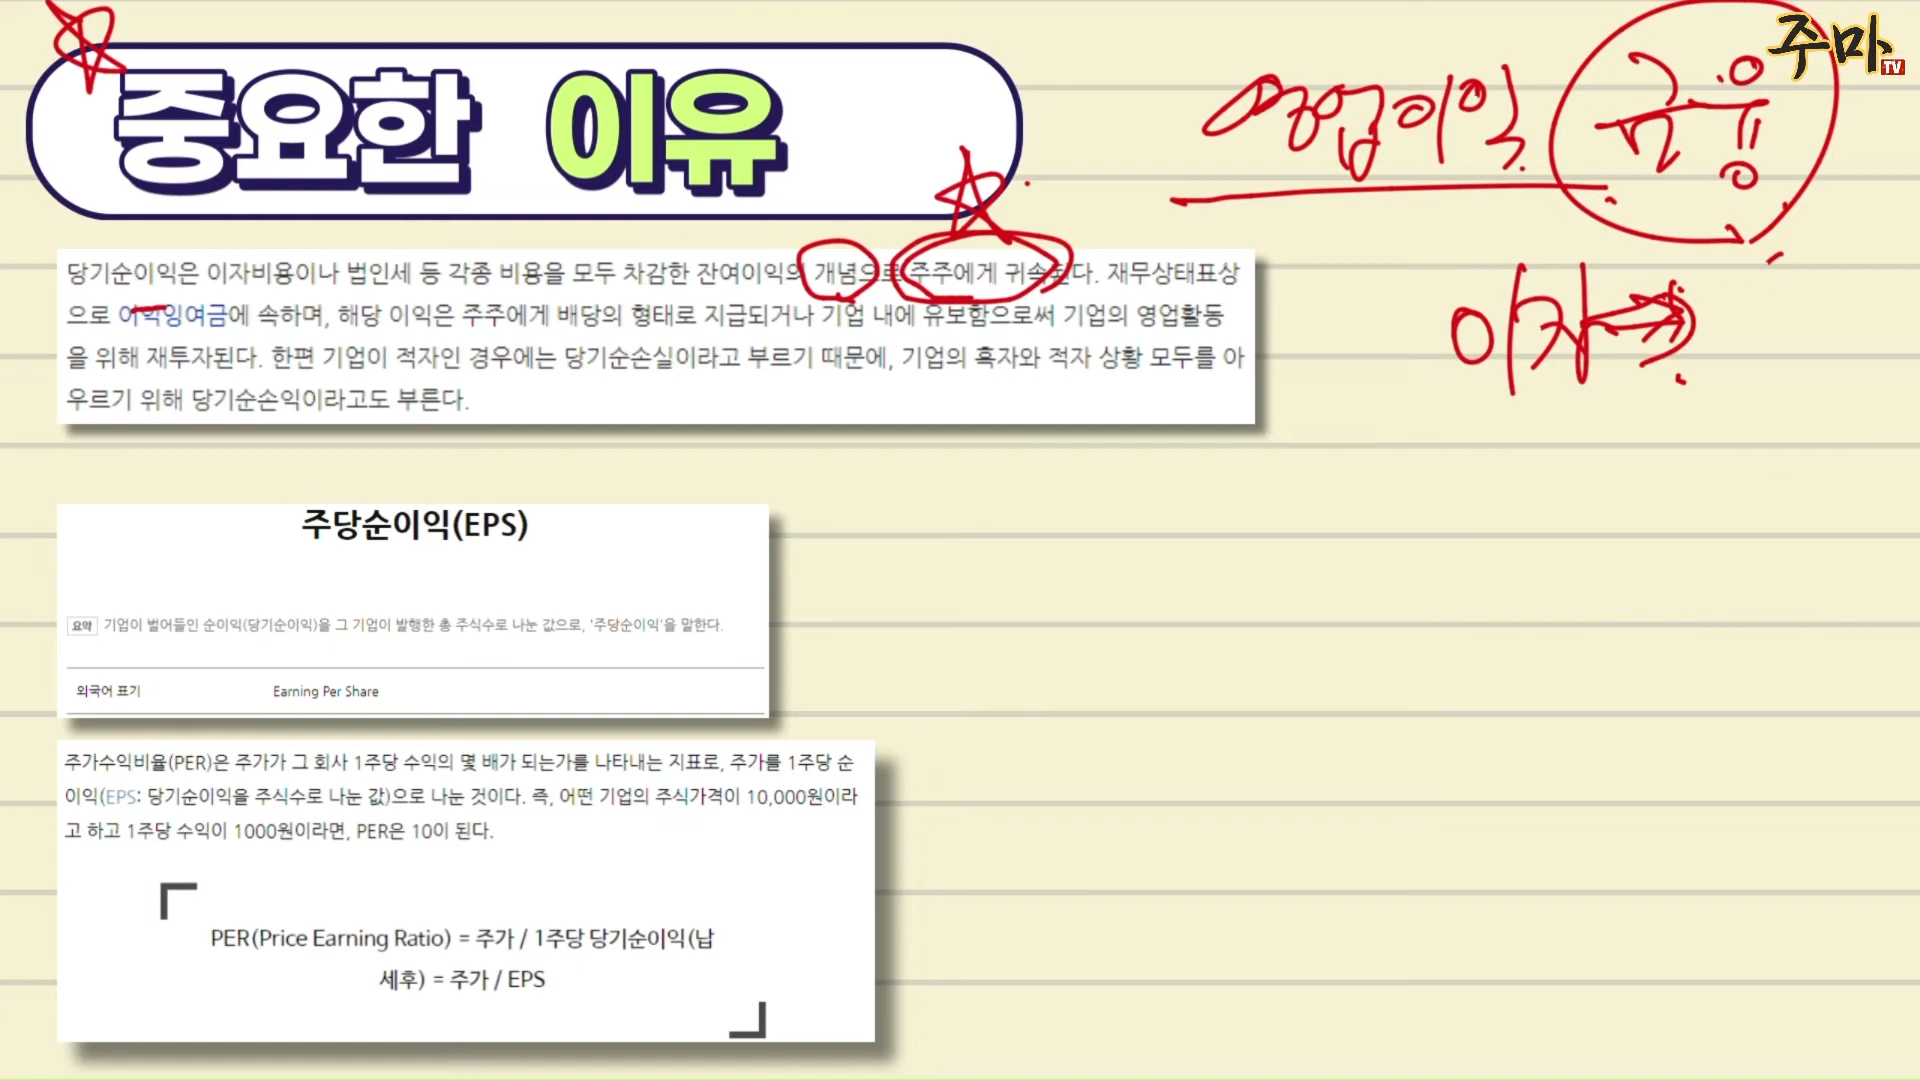 중요한 이유
영업이익 금융
주마
TV
이자
당기순이익은 이자비용이나 법인세 등 각종 비용을 모두 차감한 잔여이익의 개념으로 주주에게 귀속된다. 재무상태표상
으로 이익잉여금에 속하며, 해당 이익은 주주에게 배당의 형태로 지급되거나 기업 내에 유보함으로써 기업의 영업활동
을 위해 재투자된다. 한편 기업이 적자인 경우에는 당기순손실이라고 부르기 때문에, 기업의 흑자와 적자 상황 모두를 아
우르기 위해 당기순손익이라고도 부른다.
주당순이익(EPS)
요약 기업이 벌어들인 순이익(당기순이익)을 그 기업이 발행한 총 주식수로 나눈 값으로, '주당순이익'을 말한다.
외국어 표기 Earning Per Share
주가수익비율(PER)은 주가가 그 회사 1주당 수익의 몇 배가 되는가를 나타내는 지표로, 주가를 1주당 순
이익(EPS: 당기순이익을 주식수로 나눈 값)으로 나눈 것이다. 즉, 어떤 기업의 주식가격이 10,000원이라
고 하고 1주당 수익이 1000원이라면, PER은 10이 된다.
PER(Price Earning Ratio) = 주가 / 1주당 당기순이익(납
세후) = 주가 / EPS